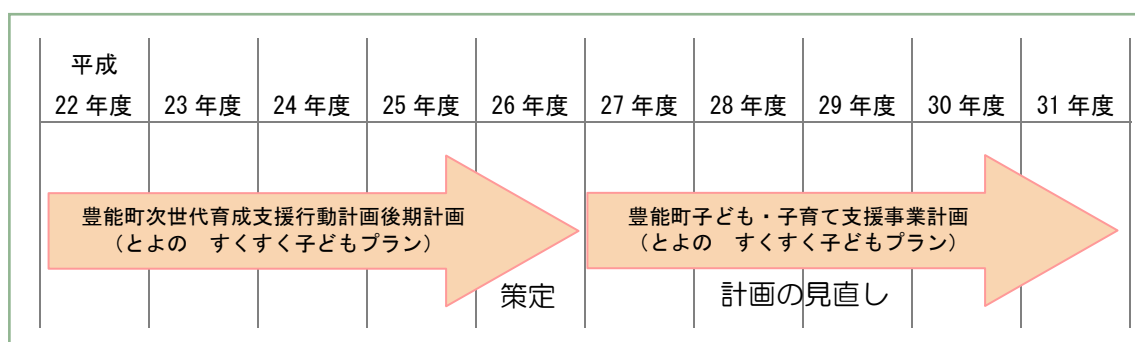 平成
22 年度 23 年度 24 年度 25 年度 26 年度 27 年度 28 年度 29 年度 30 年度 31 年度
豊能町次世代育成支援行動計画後期計画
（とよの　すくすく子どもプラン）
豊能町子ども・子育て支援事業計画
（とよの　すくすく子どもプラン）
策定
計画の見直し